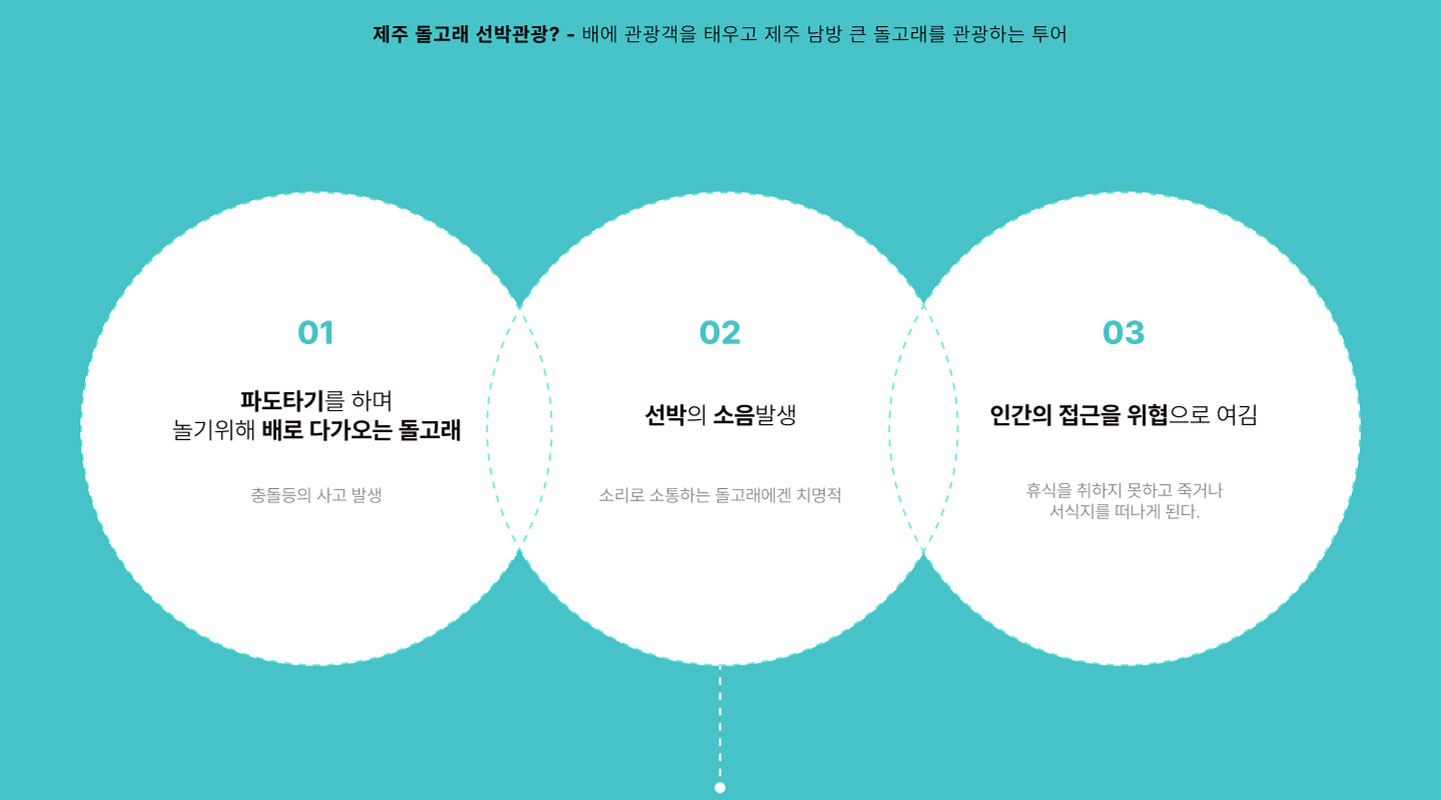 제주 돌고래 선박관광? - 배에 관광객을 태우고 제주 남방 큰 돌고래를 관광하는 투어
01
파도타기를 하며
놀기위해 배로 다가오는 돌고래
충돌등의 사고 발생
02
선박의 소음발생
소리로 소통하는 돌고래에겐 치명적
03
인간의 접근을 위협으로 여김
휴식을 취하지 못하고 죽거나
서식지를 떠나게 된다.